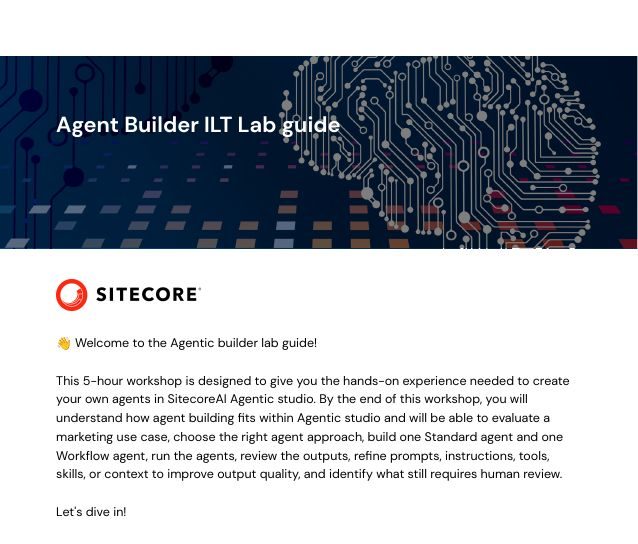 Agent Builder ILT Lab guide
SITECORE®
👋 Welcome to the Agentic builder lab guide!
This 5-hour workshop is designed to give you the hands-on experience needed to create
your own agents in SitecoreAI Agentic studio. By the end of this workshop, you will
understand how agent building fits within Agentic studio and will be able to evaluate a
marketing use case, choose the right agent approach, build one Standard agent and one
Workflow agent, run the agents, review the outputs, refine prompts, instructions, tools,
skills, or context to improve output quality, and identify what still requires human review.
Let's dive in!